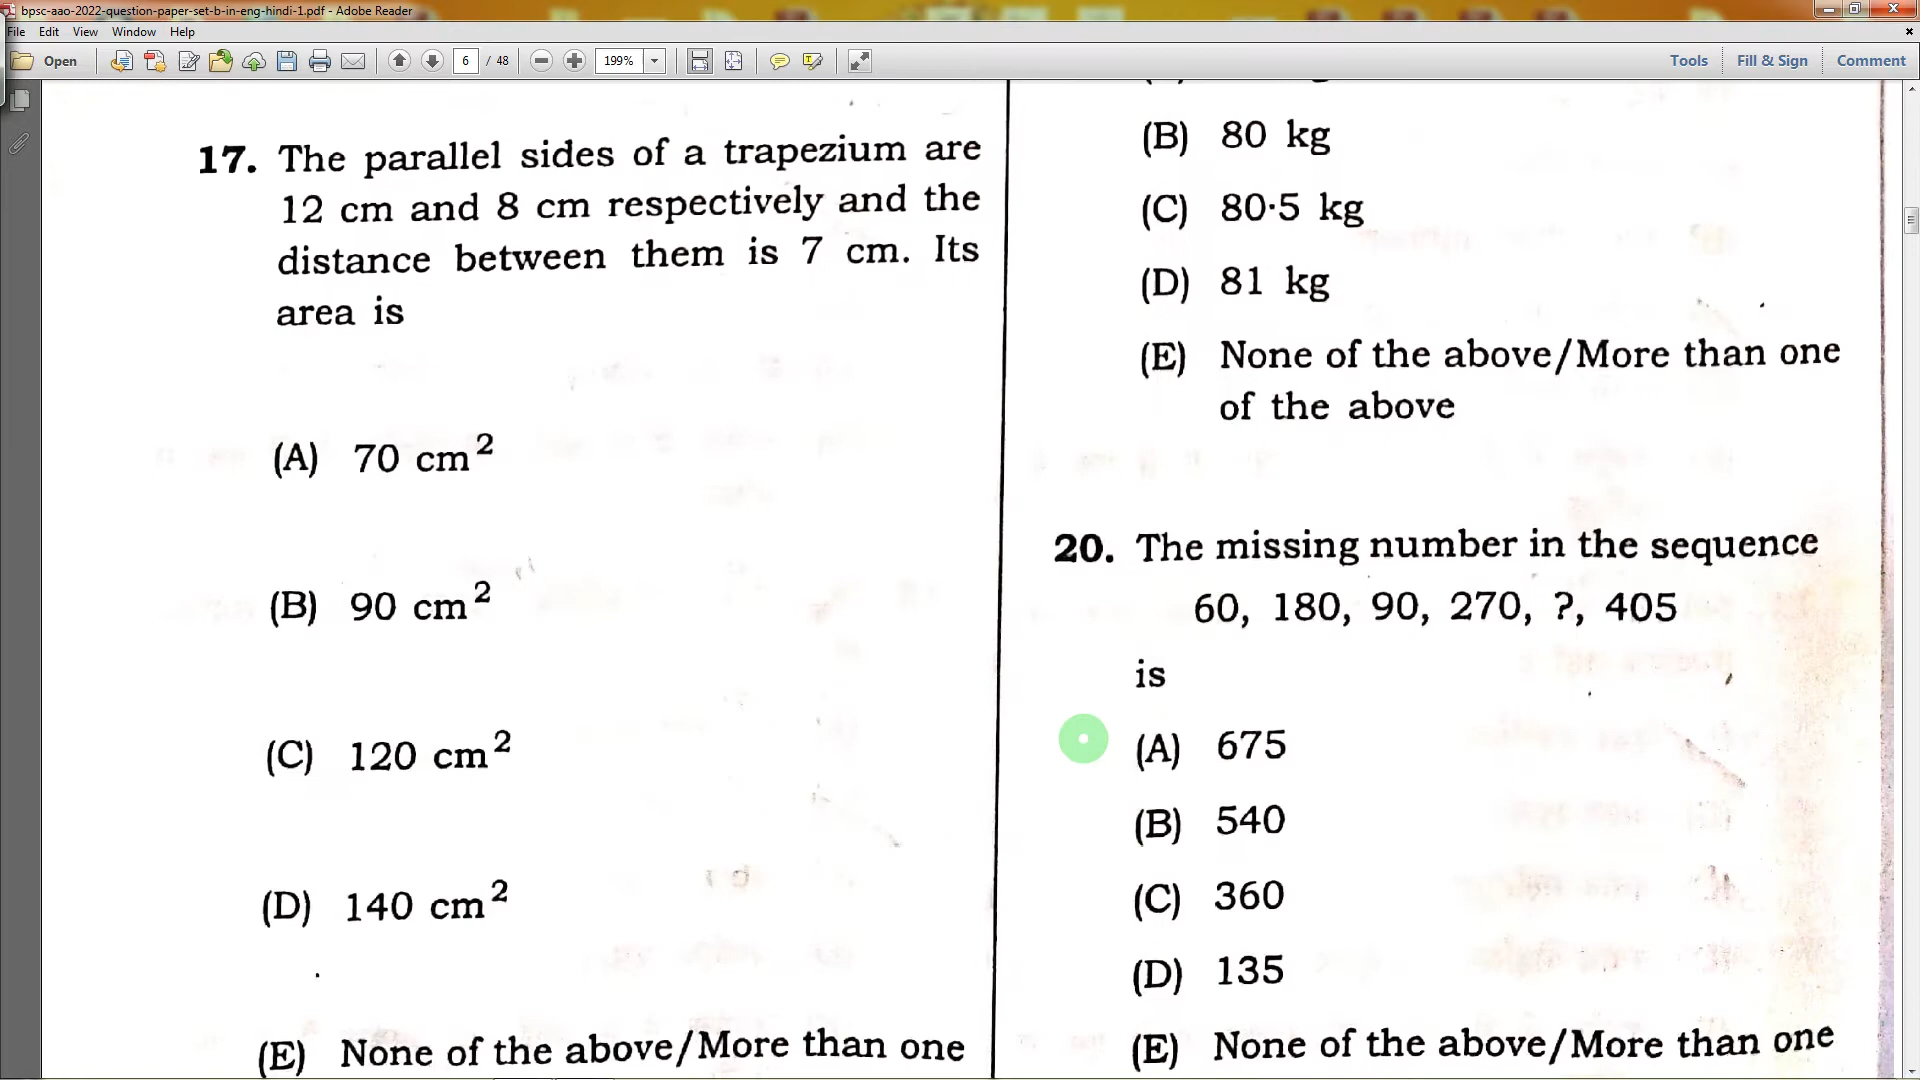 bpsc-aao-2022-question-paper-set-b-in-eng-hindi-1.pdf - Adobe Reader
File Edit View Window Help
Open 6 / 48 199% Tools Fill & Sign Comment
17. The parallel sides of a trapezium are
12 cm and 8 cm respectively and the
distance between them is 7 cm. Its
area is
(A) 70 cm²
(B) 90 cm²
(C) 120 cm²
(D) 140 cm²
(E) None of the above/More than one
(B) 80 kg
(C) 80·5 kg
(D) 81 kg
(E) None of the above/More than one
of the above
20. The missing number in the sequence
60, 180, 90, 270, ?, 405
is
(A) 675
(B) 540
(C) 360
(D) 135
(E) None of the above/More than one